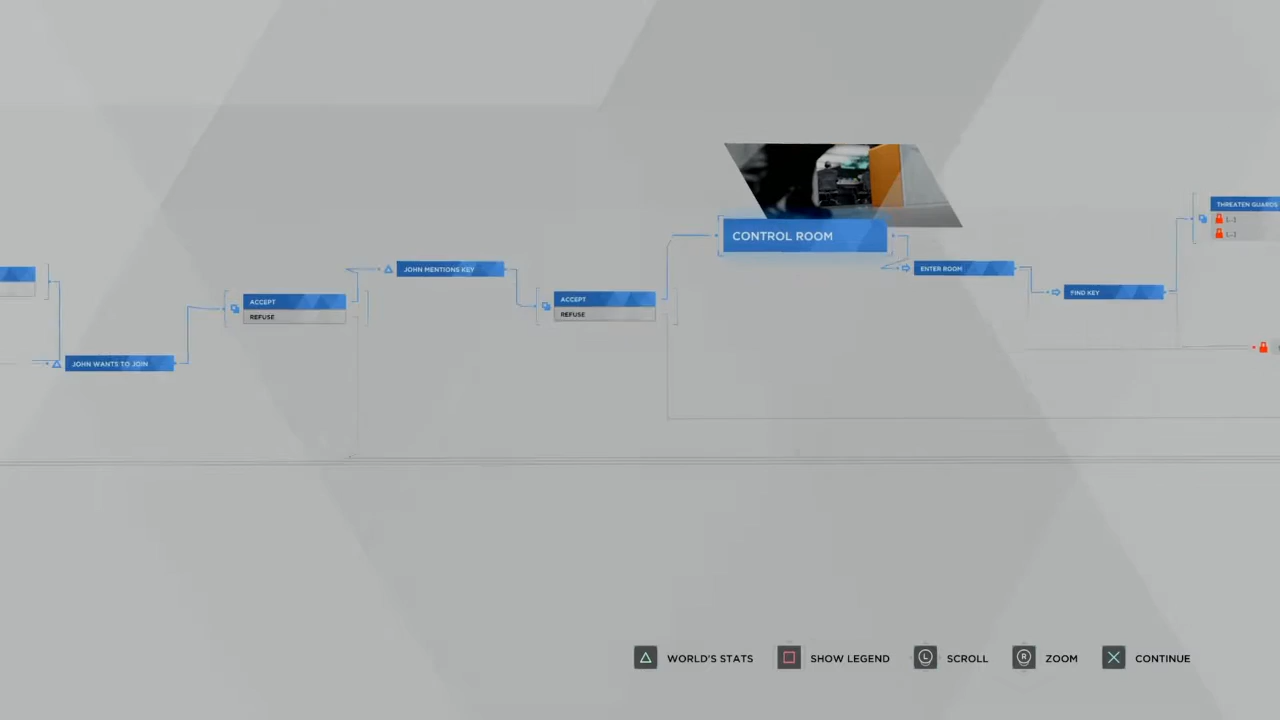 JOHN WANTS TO JOIN
ACCEPT
REFUSE
JOHN MENTIONS KEY
ACCEPT
REFUSE
CONTROL ROOM
ENTER ROOM
FIND KEY
THREATEN GUARDS
[...]
[...]
WORLD'S STATS
SHOW LEGEND
L SCROLL
R ZOOM
CONTINUE